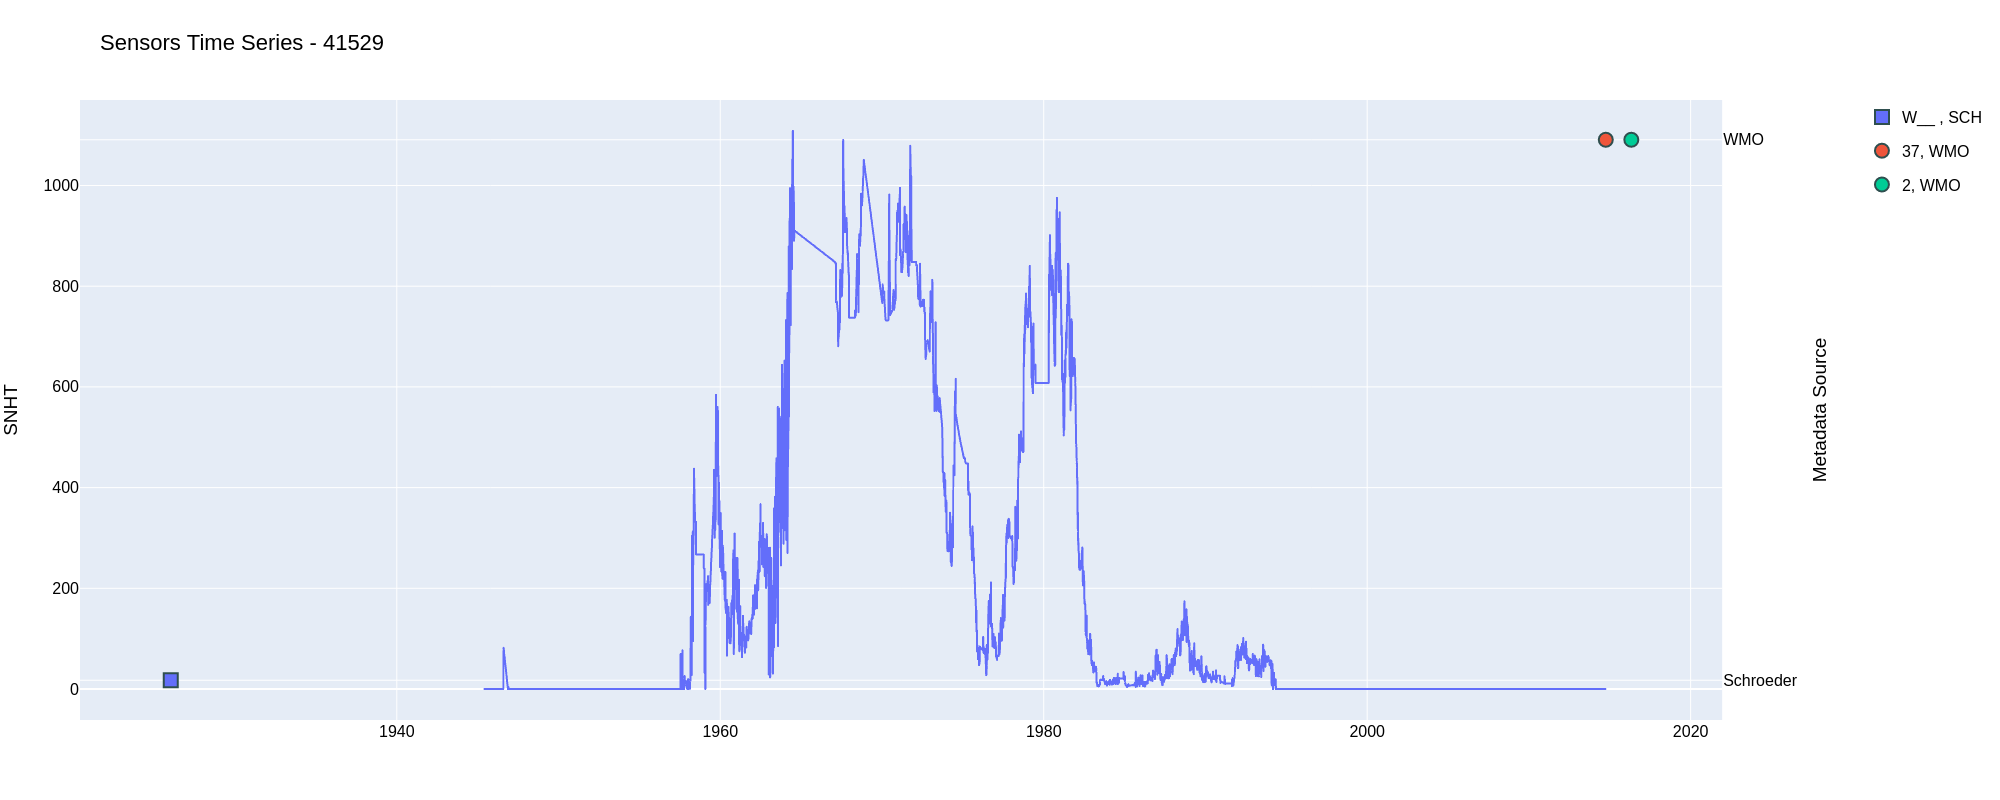 Sensors Time Series - 41529
W__ , SCH
37, WMO
2, WMO
WMO
Schroeder
Metadata Source
SNHT
1000
800
600
400
200
0
1940
1960
1980
2000
2020